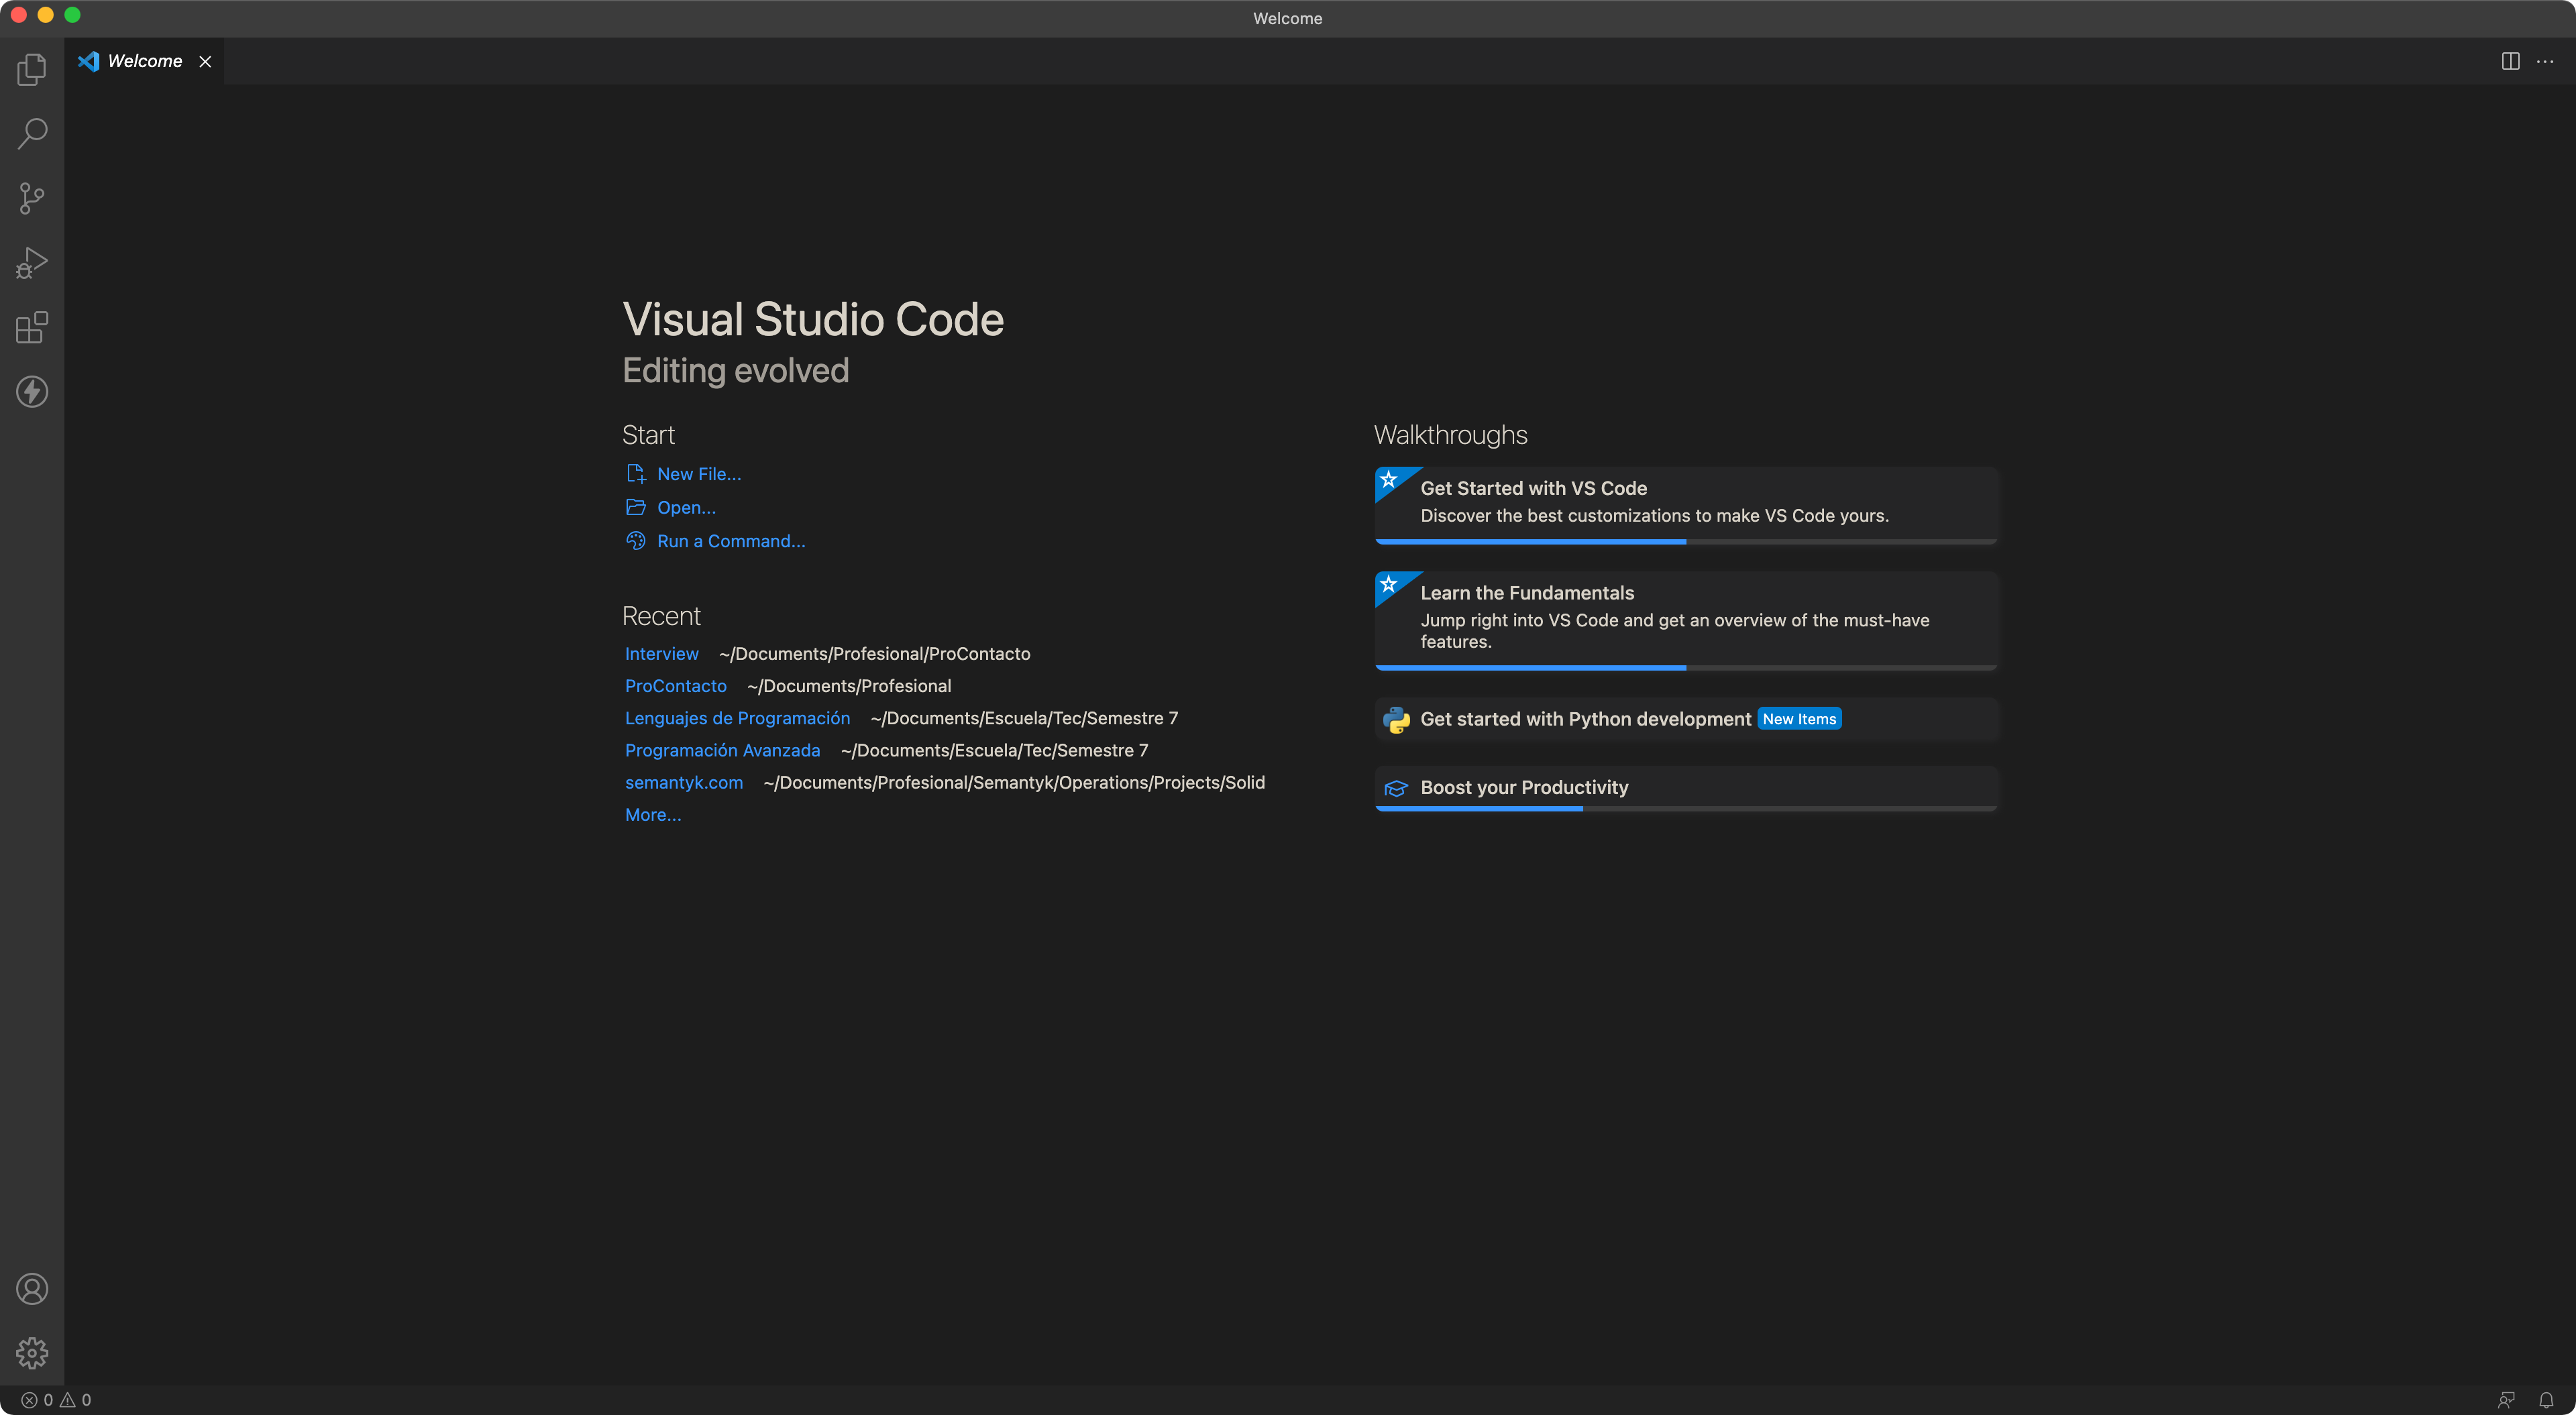 Welcome
Welcome
Visual Studio Code
Editing evolved
Start
New File...
Open...
Run a Command...
Recent
Interview ~/Documents/Profesional/ProContacto
ProContacto ~/Documents/Profesional
Lenguajes de Programación ~/Documents/Escuela/Tec/Semestre 7
Programación Avanzada ~/Documents/Escuela/Tec/Semestre 7
semantyk.com ~/Documents/Profesional/Semantyk/Operations/Projects/Solid
More...
Walkthroughs
Get Started with VS Code
Discover the best customizations to make VS Code yours.
Learn the Fundamentals
Jump right into VS Code and get an overview of the must-have
features.
Get started with Python development New Items
Boost your Productivity
0 0